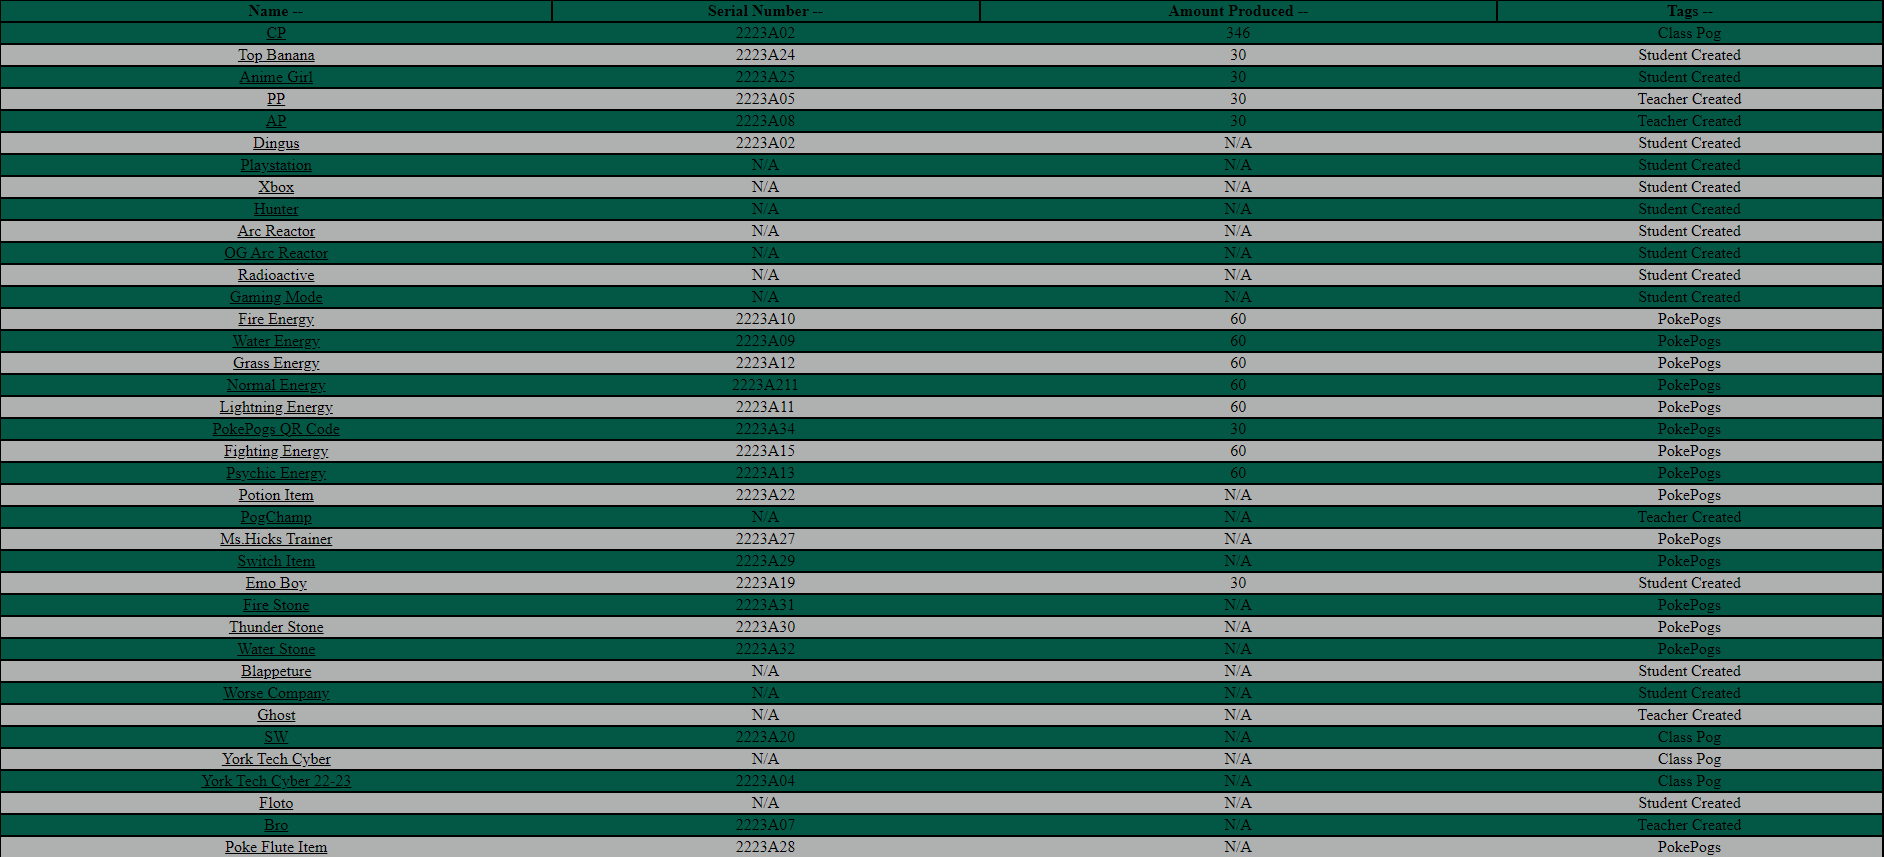 Name -- Serial Number -- Amount Produced -- Tags --
CP 2223A02 346 Class Pog
Top Banana 2223A24 30 Student Created
Anime Girl 2223A25 30 Student Created
PP 2223A05 30 Teacher Created
AP 2223A08 30 Teacher Created
Dingus 2223A02 N/A Student Created
Playstation N/A N/A Student Created
Xbox N/A N/A Student Created
Hunter N/A N/A Student Created
Arc Reactor N/A N/A Student Created
OG Arc Reactor N/A N/A Student Created
Radioactive N/A N/A Student Created
Gaming Mode N/A N/A Student Created
Fire Energy 2223A10 60 PokePogs
Water Energy 2223A09 60 PokePogs
Grass Energy 2223A12 60 PokePogs
Normal Energy 2223A211 60 PokePogs
Lightning Energy 2223A11 60 PokePogs
PokePogs QR Code 2223A34 30 PokePogs
Fighting Energy 2223A15 60 PokePogs
Psychic Energy 2223A13 60 PokePogs
Potion Item 2223A22 N/A PokePogs
PogChamp N/A N/A Teacher Created
Ms.Hicks Trainer 2223A27 N/A PokePogs
Switch Item 2223A29 N/A PokePogs
Emo Boy 2223A19 30 Student Created
Fire Stone 2223A31 N/A PokePogs
Thunder Stone 2223A30 N/A PokePogs
Water Stone 2223A32 N/A PokePogs
Blappeture N/A N/A Student Created
Worse Company N/A N/A Student Created
Ghost N/A N/A Teacher Created
SW 2223A20 N/A Class Pog
York Tech Cyber N/A N/A Class Pog
York Tech Cyber 22-23 2223A04 N/A Class Pog
Floto N/A N/A Student Created
Bro 2223A07 N/A Teacher Created
Poke Flute Item 2223A28 N/A PokePogs